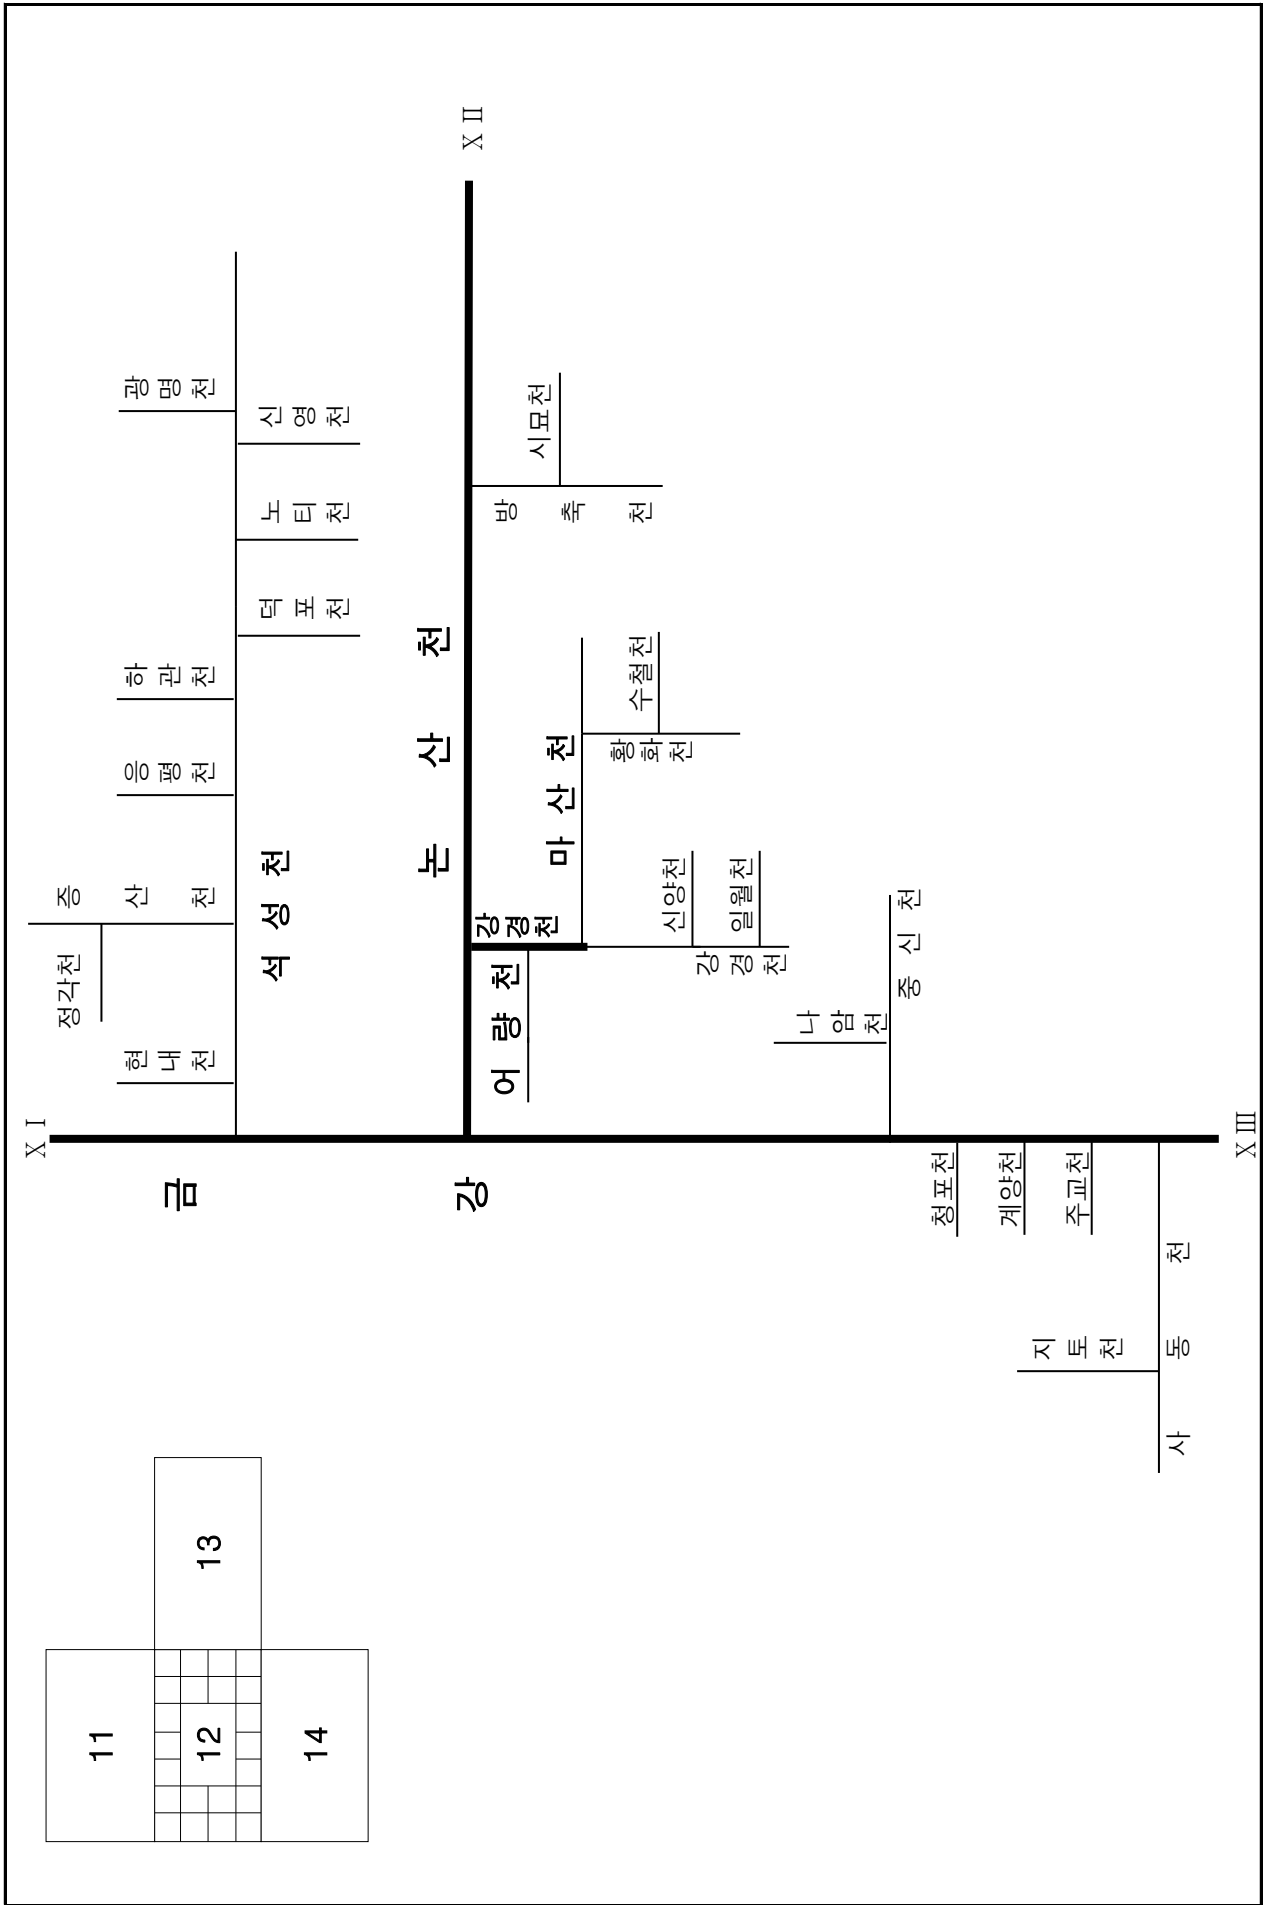 XⅠ
XⅡ
XⅢ
금 강
석 성 천
현 내 천
정각천
증 산 천
응 평 천
하 관 천
광 명 천
덕 포 천
노 티 천
신 영 천
논 산 천
강경천
어 량 천
마 산 천
황화천
수철천
방 축 천
시묘천
강 경 천
신양천
일월천
중 신 천
나 암 천
청포천
계양천
주교천
사 동 천
지 토 천
11
12
13
14